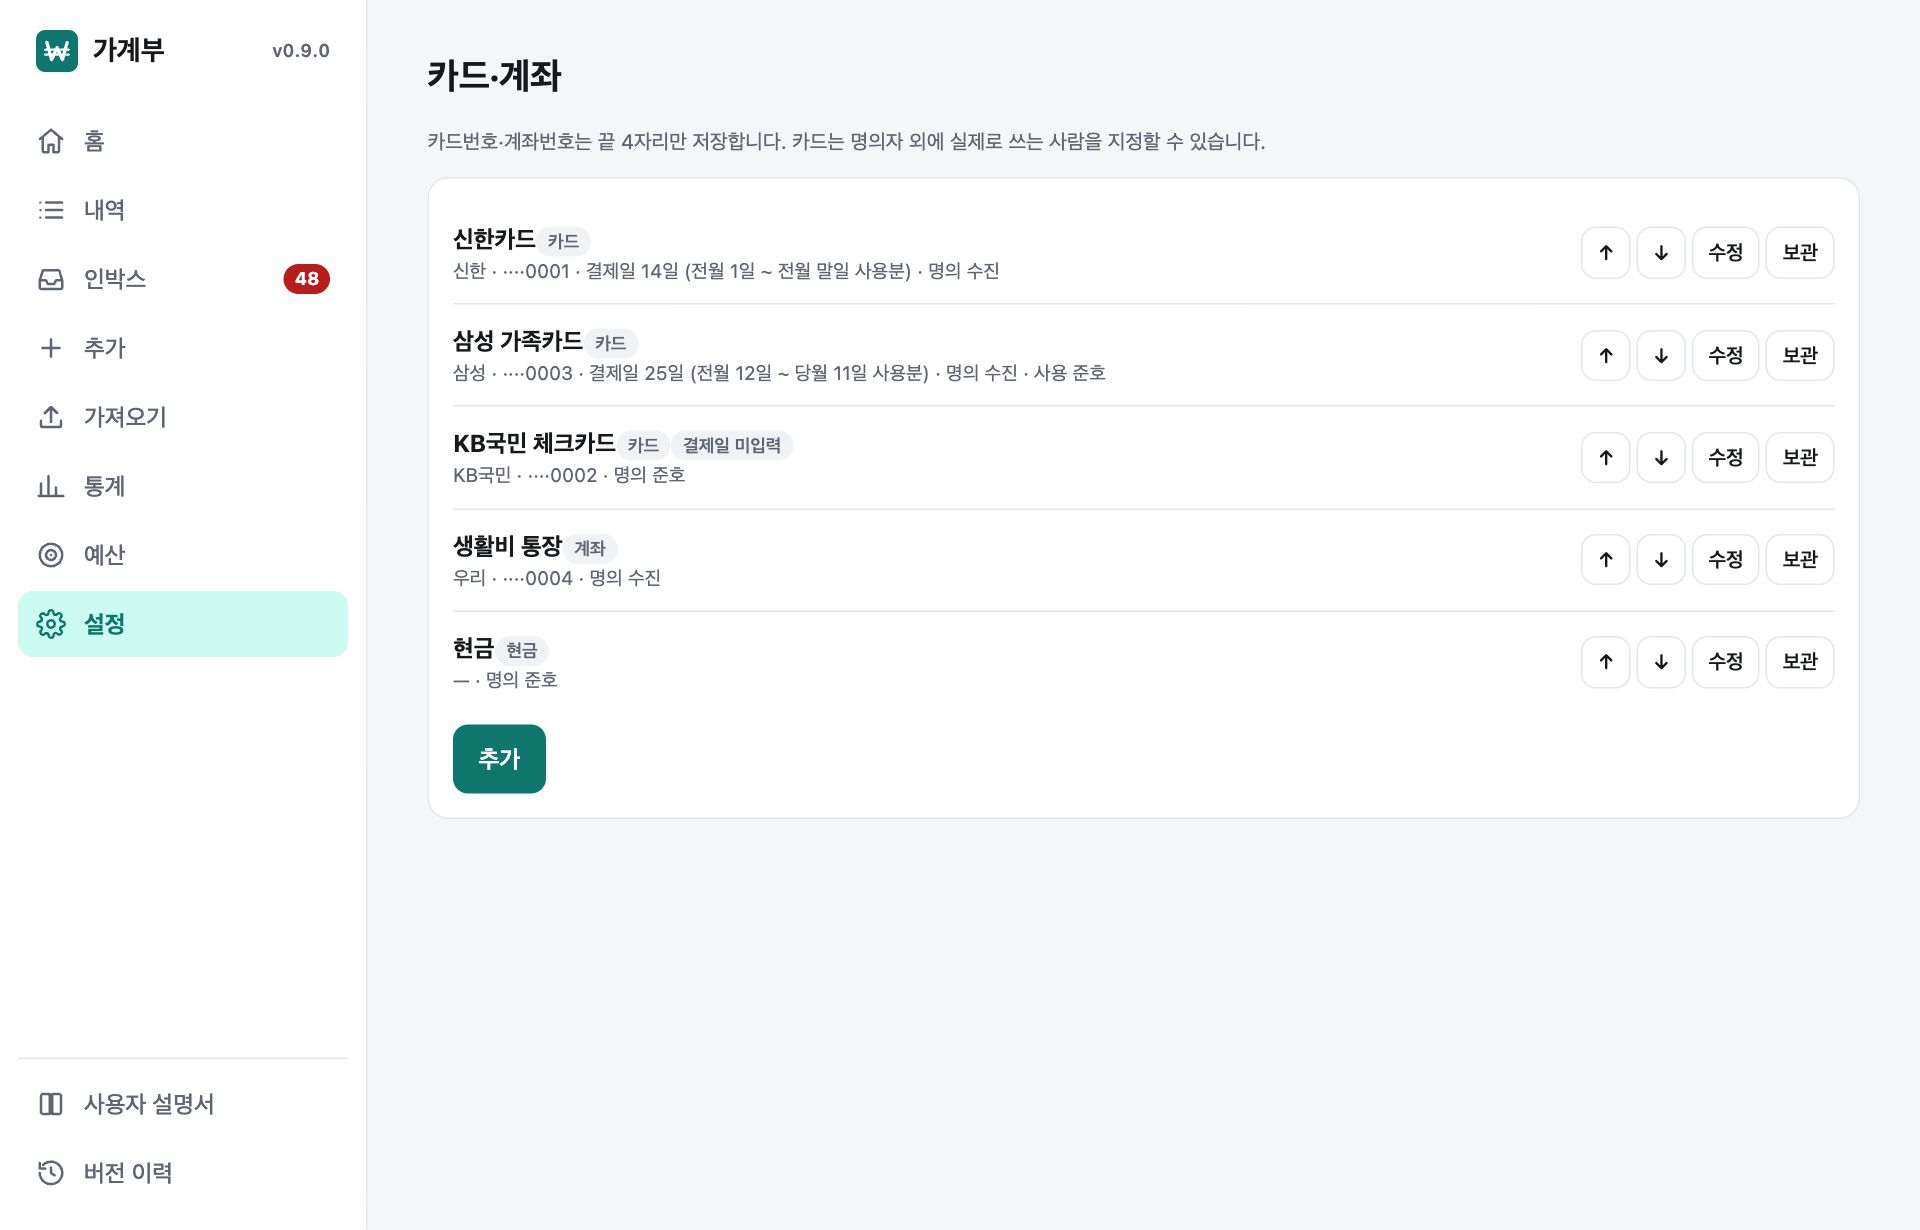 ₩ 가계부 v0.9.0
홈
내역
인박스 48
추가
가져오기
통계
예산
설정
사용자 설명서
버전 이력
카드·계좌
카드번호·계좌번호는 끝 4자리만 저장합니다. 카드는 명의자 외에 실제로 쓰는 사람을 지정할 수 있습니다.
신한카드 카드
신한 · ····0001 · 결제일 14일 (전월 1일 ~ 전월 말일 사용분) · 명의 수진
↑ ↓ 수정 보관
삼성 가족카드 카드
삼성 · ····0003 · 결제일 25일 (전월 12일 ~ 당월 11일 사용분) · 명의 수진 · 사용 준호
↑ ↓ 수정 보관
KB국민 체크카드 카드 결제일 미입력
KB국민 · ····0002 · 명의 준호
↑ ↓ 수정 보관
생활비 통장 계좌
우리 · ····0004 · 명의 수진
↑ ↓ 수정 보관
현금 현금
— · 명의 준호
↑ ↓ 수정 보관
추가